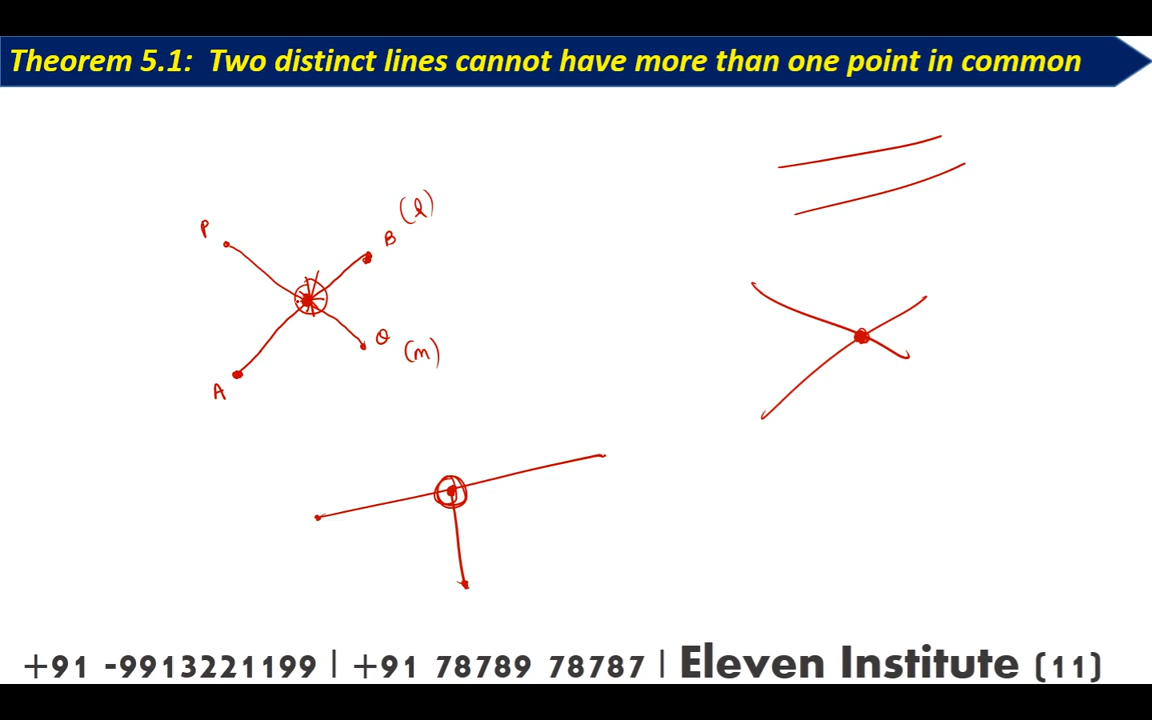 Theorem 5.1: Two distinct lines cannot have more than one point in common
(l)
P
B
Q
(m)
A
+91 -9913221199 | +91 78789 78787 | Eleven Institute (11)